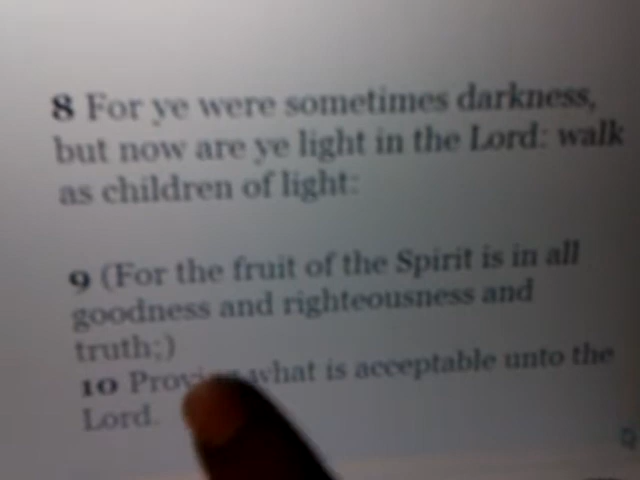 8 For ye were sometimes darkness,
but now are ye light in the Lord: walk
as children of light:
9 (For the fruit of the Spirit is in all
goodness and righteousness and
truth;)
10 Proving what is acceptable unto the
Lord.